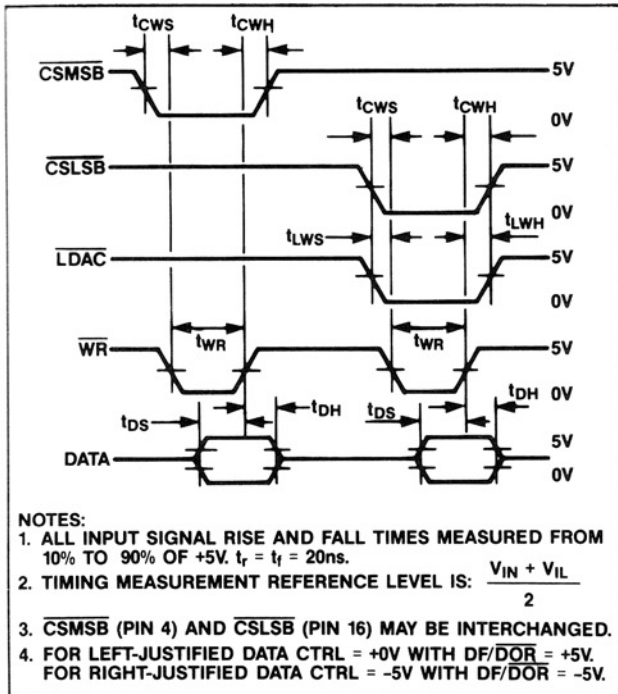 tCWS tCWH
CSMSB 5V
tCWS tCWH 0V
CSLSB 5V
tLWS tLWH 0V
LDAC 5V
0V
tWR tWR
WR 5V
0V
tDS tDH tDS tDH
5V
DATA
0V
NOTES:
1. ALL INPUT SIGNAL RISE AND FALL TIMES MEASURED FROM
10% TO 90% OF +5V. tr = tf = 20ns.
2. TIMING MEASUREMENT REFERENCE LEVEL IS: VIN + VIL
2
3. CSMSB (PIN 4) AND CSLSB (PIN 16) MAY BE INTERCHANGED.
4. FOR LEFT-JUSTIFIED DATA CTRL = +0V WITH DF/DOR = +5V.
FOR RIGHT-JUSTIFIED DATA CTRL = -5V WITH DF/DOR = -5V.